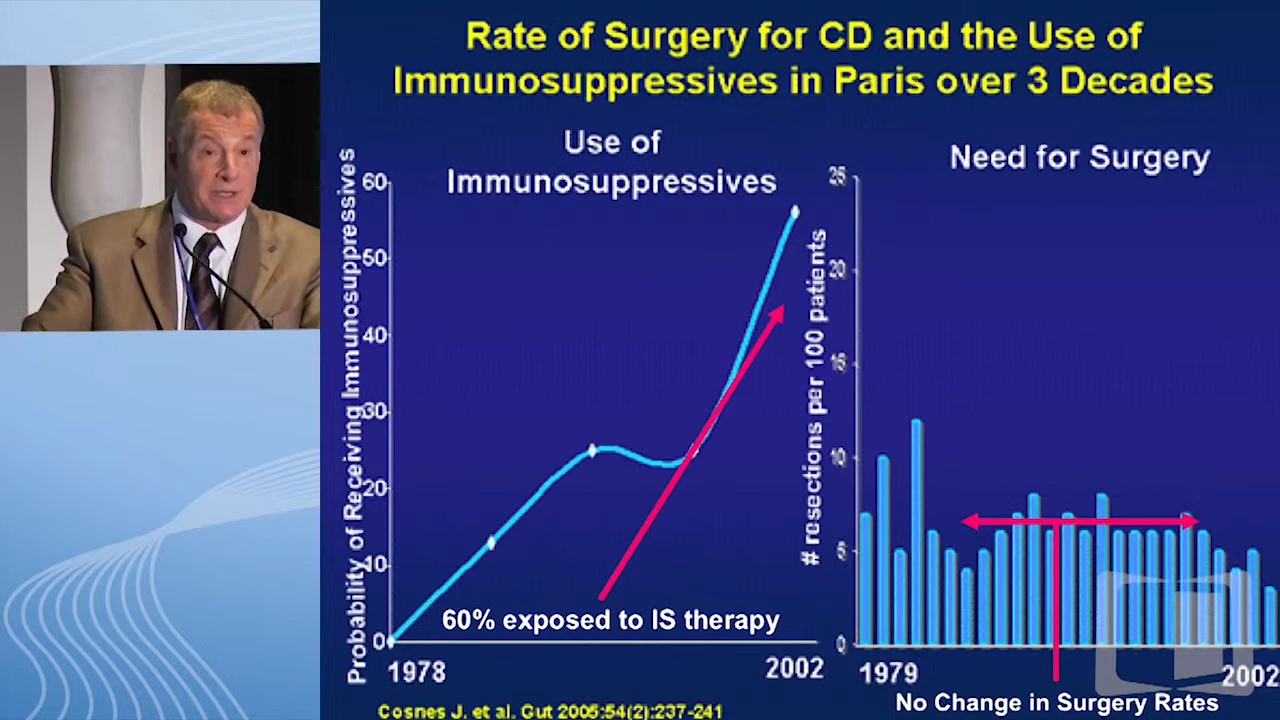 Rate of Surgery for CD and the Use of
Immunosuppressives in Paris over 3 Decades
Use of
Immunosuppressives
Probability of Receiving Immunosuppressives
60
50
40
30
20
10
0
1978
2002
60% exposed to IS therapy
Need for Surgery
# resections per 100 patients
25
20
15
10
5
0
1979
2002
No Change in Surgery Rates
Cosnes J. et al. Gut 2005:54(2):237-241